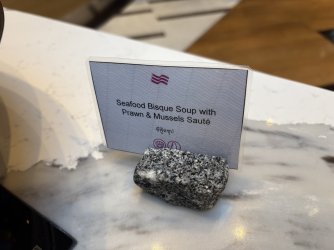 Seafood Bisque Soup with
Prawn & Mussels Sauté